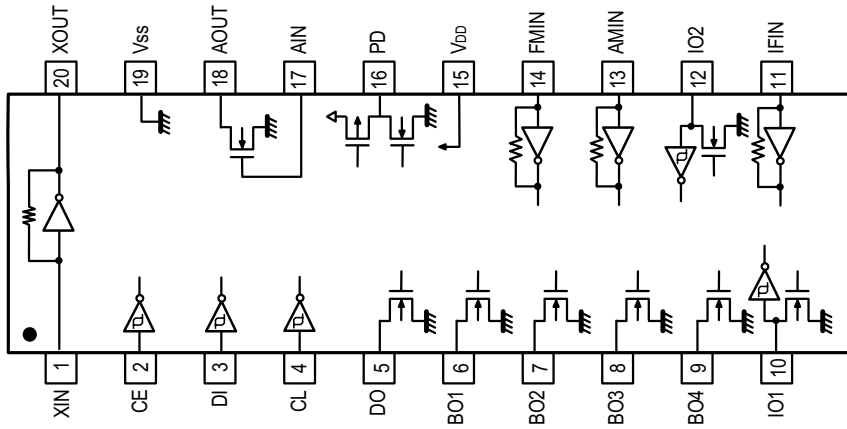 XOUT
Vss
AOUT
AIN
PD
VDD
FMIN
AMIN
IO2
IFIN
20
19
18
17
16
15
14
13
12
11
1
2
3
4
5
6
7
8
9
10
XIN
CE
DI
CL
DO
BO1
BO2
BO3
BO4
IO1